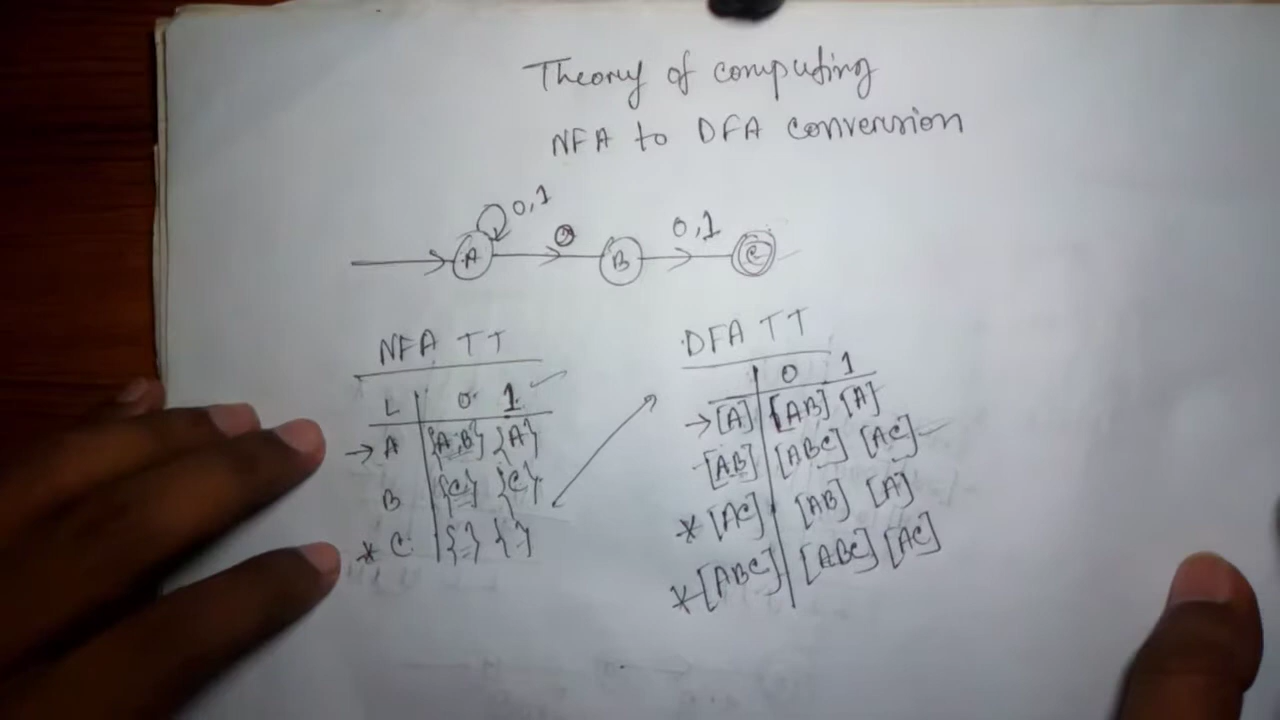 Theory of computing
NFA to DFA conversion
0,1
A
0
B
0,1
C
NFA TT
L 0 1
→ A {A,B} {A}
B {C} {C}
* C {} {}
DFA TT
0 1
→ [A] [AB] [A]
[AB] [ABC] [AC]
* [AC] [AB] [A]
* [ABC] [ABC] [AC]